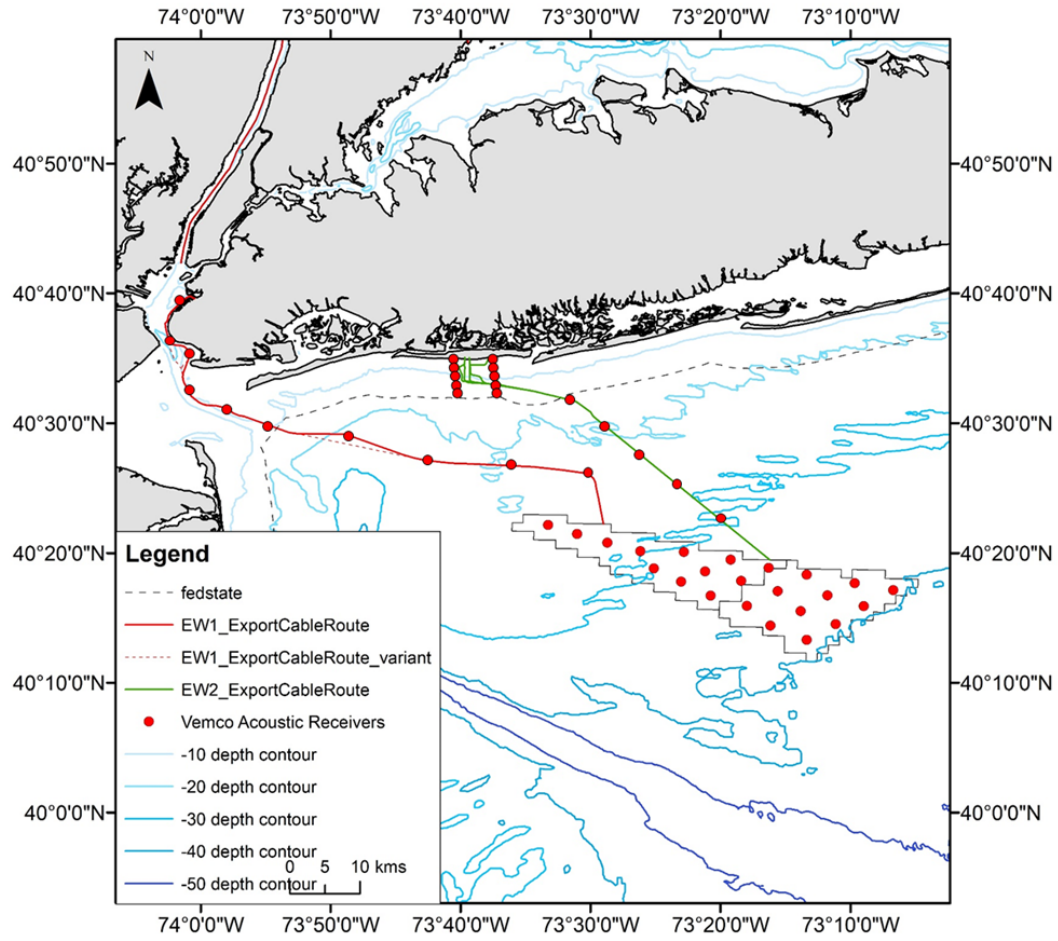 74°00'0"W 73°50'0"W 73°40'0"W 73°30'0"W 73°20'0"W 73°10'0"W
N
40°50'0"N 40°50'0"N
40°40'0"N 40°40'0"N
40°30'0"N 40°30'0"N
40°20'0"N 40°20'0"N
Legend
fedstate
EW1_ExportCableRoute
EW1_ExportCableRoute_variant
EW2_ExportCableRoute
40°10'0"N 40°10'0"N
Vemco Acoustic Receivers
-10 depth contour
-20 depth contour
40°0'0"N 40°0'0"N
-30 depth contour
-40 depth contour
0 5 10 kms
-50 depth contour
74°00'0"W 73°50'0"W 73°40'0"W 73°30'0"W 73°20'0"W 73°10'0"W